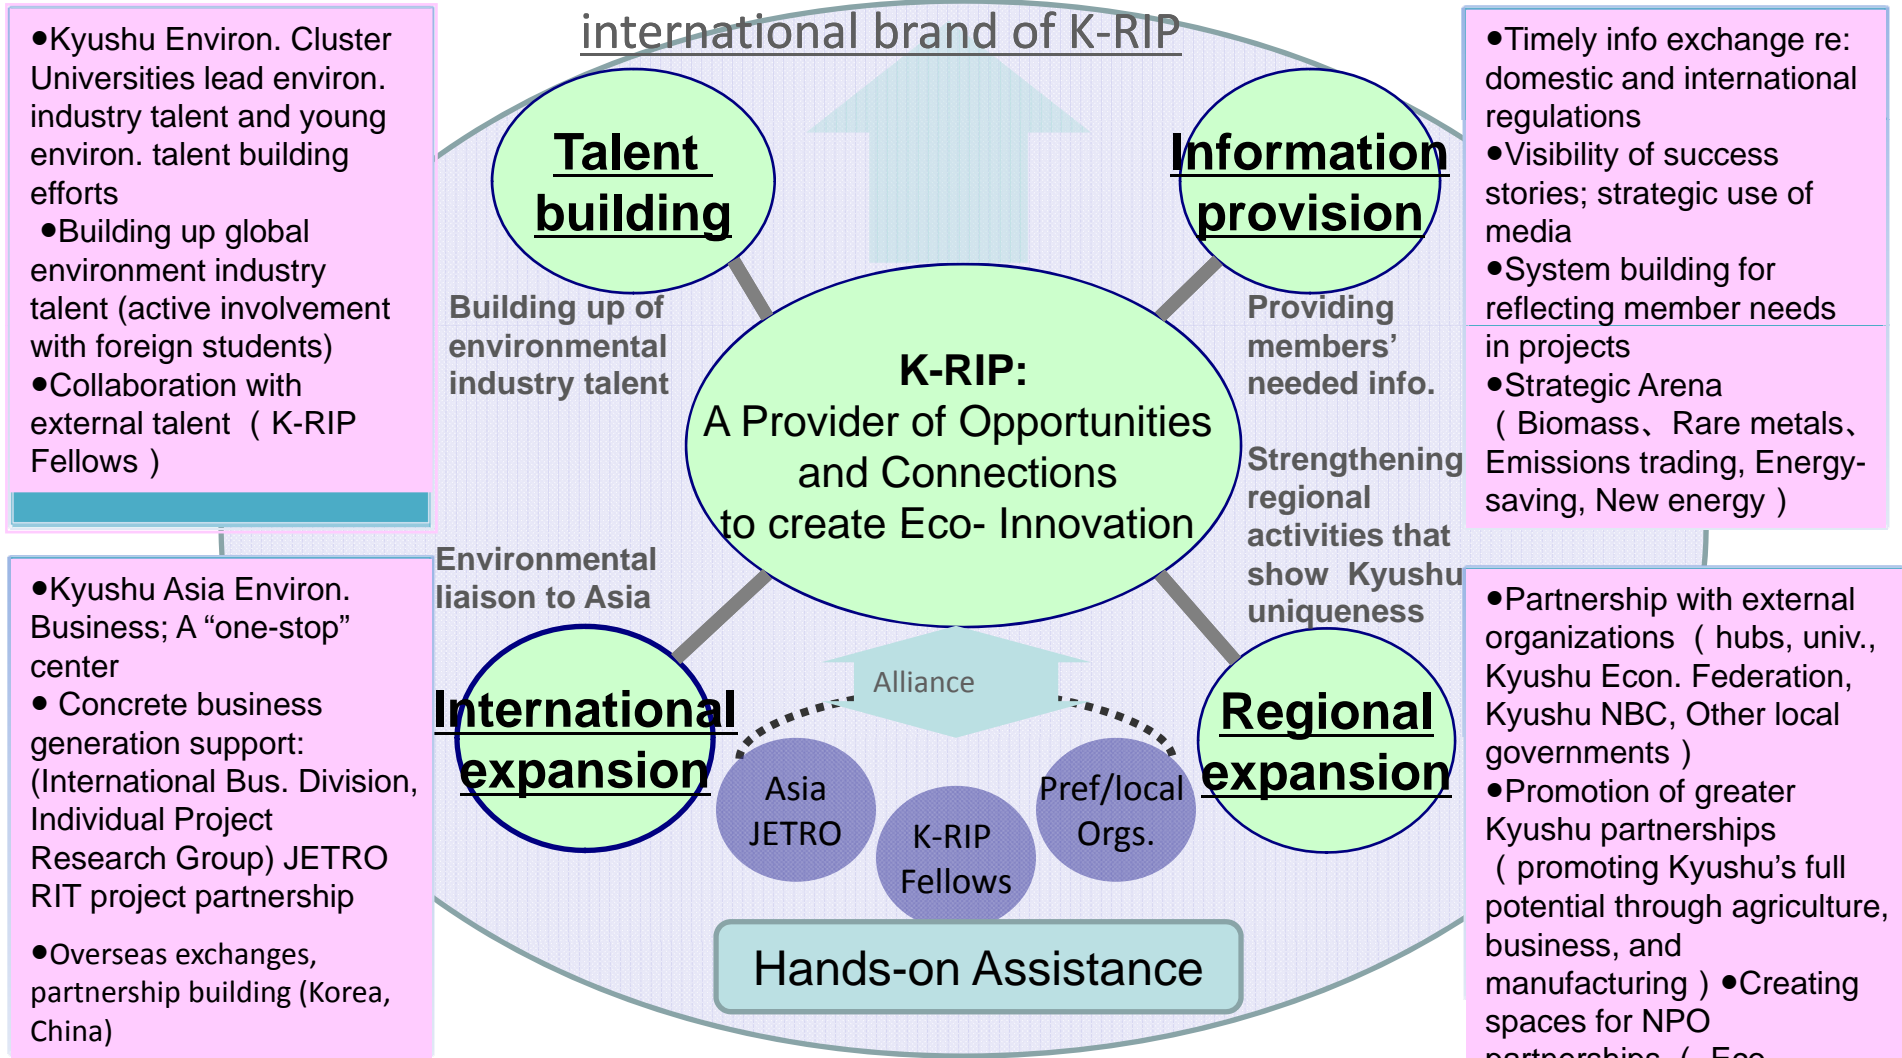 international brand of K-RIP
●Kyushu Environ. Cluster
Universities lead environ.
industry talent and young
environ. talent building
efforts
●Building up global
environment industry
talent (active involvement
with foreign students)
●Collaboration with
external talent ( K-RIP
Fellows )
Talent
building
Building up of
environmental
industry talent
Information
provision
Providing
members'
needed info.
●Timely info exchange re:
domestic and international
regulations
●Visibility of success
stories; strategic use of
media
●System building for
reflecting member needs
in projects
●Strategic Arena
( Biomass、Rare metals、
Emissions trading, Energy-
saving, New energy )
K-RIP:
A Provider of Opportunities
and Connections
to create Eco- Innovation
Strengthening
regional
activities that
show Kyushu
uniqueness
Environmental
liaison to Asia
●Kyushu Asia Environ.
Business; A “one-stop”
center
● Concrete business
generation support:
(International Bus. Division,
Individual Project
Research Group) JETRO
RIT project partnership
●Overseas exchanges,
partnership building (Korea,
China)
International
expansion
Alliance
Asia
JETRO
K-RIP
Fellows
Pref/local
Orgs.
Regional
expansion
●Partnership with external
organizations ( hubs, univ.,
Kyushu Econ. Federation,
Kyushu NBC, Other local
governments )
●Promotion of greater
Kyushu partnerships
( promoting Kyushu’s full
potential through agriculture,
business, and
manufacturing ) ●Creating
spaces for NPO
partnerships ( Eco
Hands-on Assistance